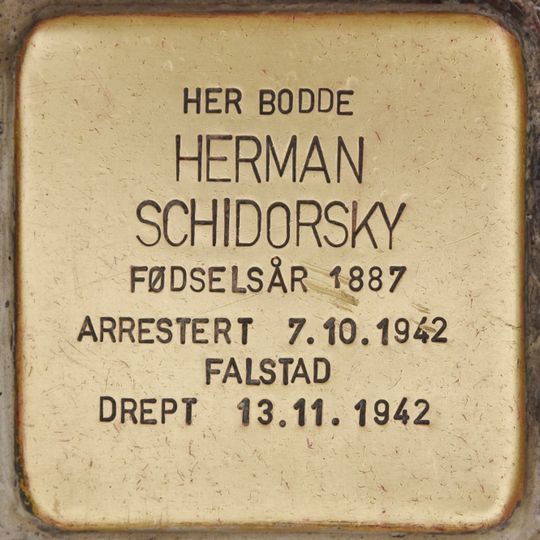 HER BODDE
HERMAN
SCHIDORSKY
FØDSELSÅR 1887
ARRESTERT 7.10.1942
FALSTAD
DREPT 13.11.1942